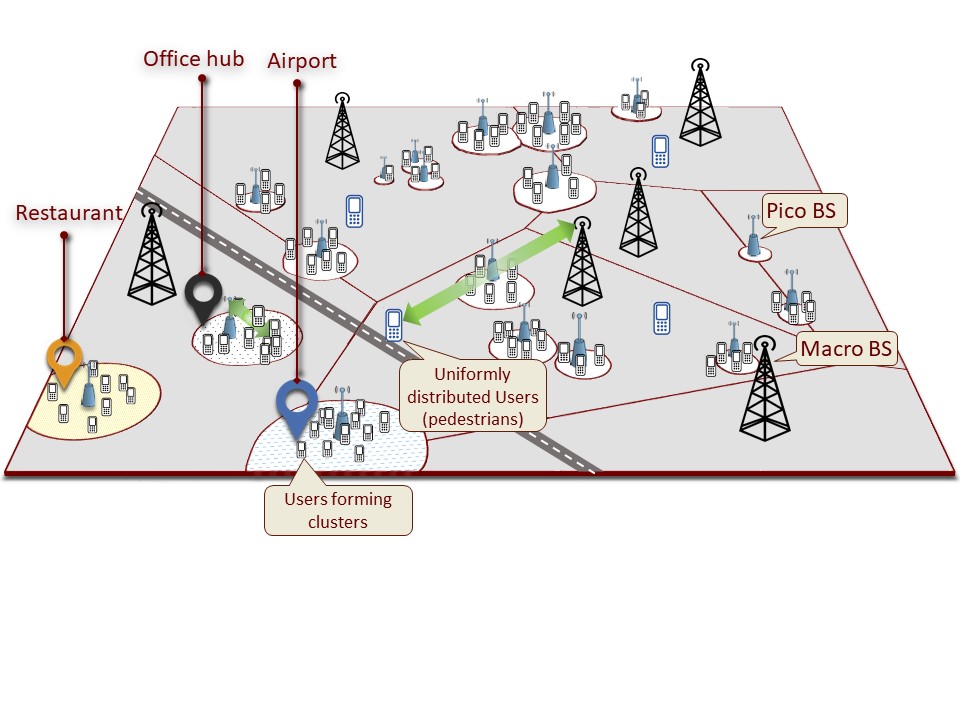 Office hub
Airport
Restaurant
Pico BS
Macro BS
Uniformly
distributed Users
(pedestrians)
Users forming
clusters